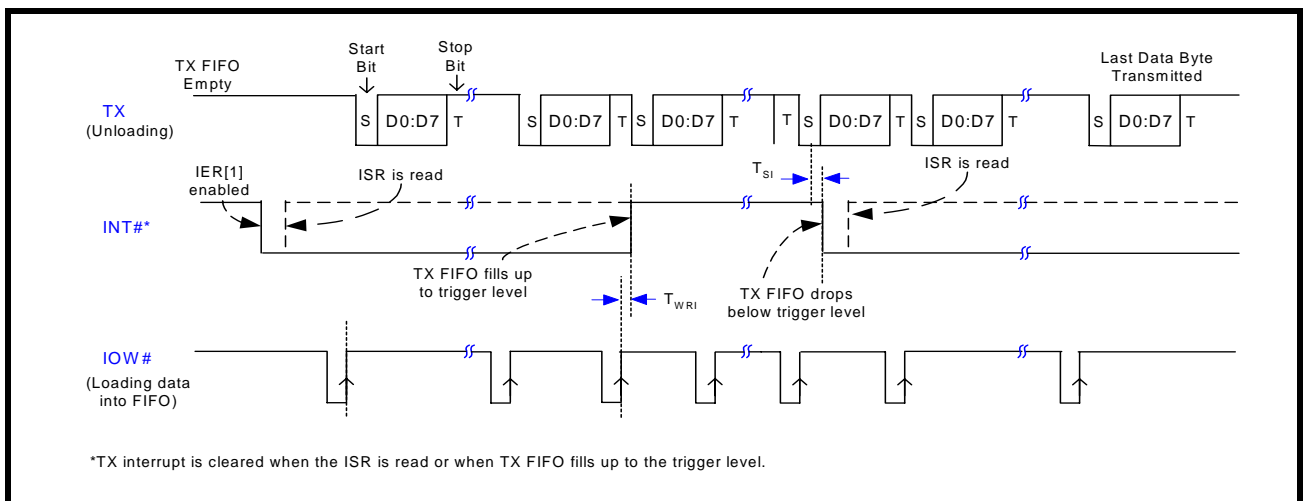 Start
Bit
Stop
Bit
TX FIFO
Empty
Last Data Byte
Transmitted
TX
(Unloading)
S D0:D7 T S D0:D7 T S D0:D7 T T S D0:D7 T S D0:D7 T S D0:D7 T
IER[1]
enabled
ISR is read
TSI
ISR is read
INT#*
TX FIFO fills up
to trigger level
TX FIFO drops
below trigger level
TWRI
IOW#
(Loading data
into FIFO)
*TX interrupt is cleared when the ISR is read or when TX FIFO fills up to the trigger level.